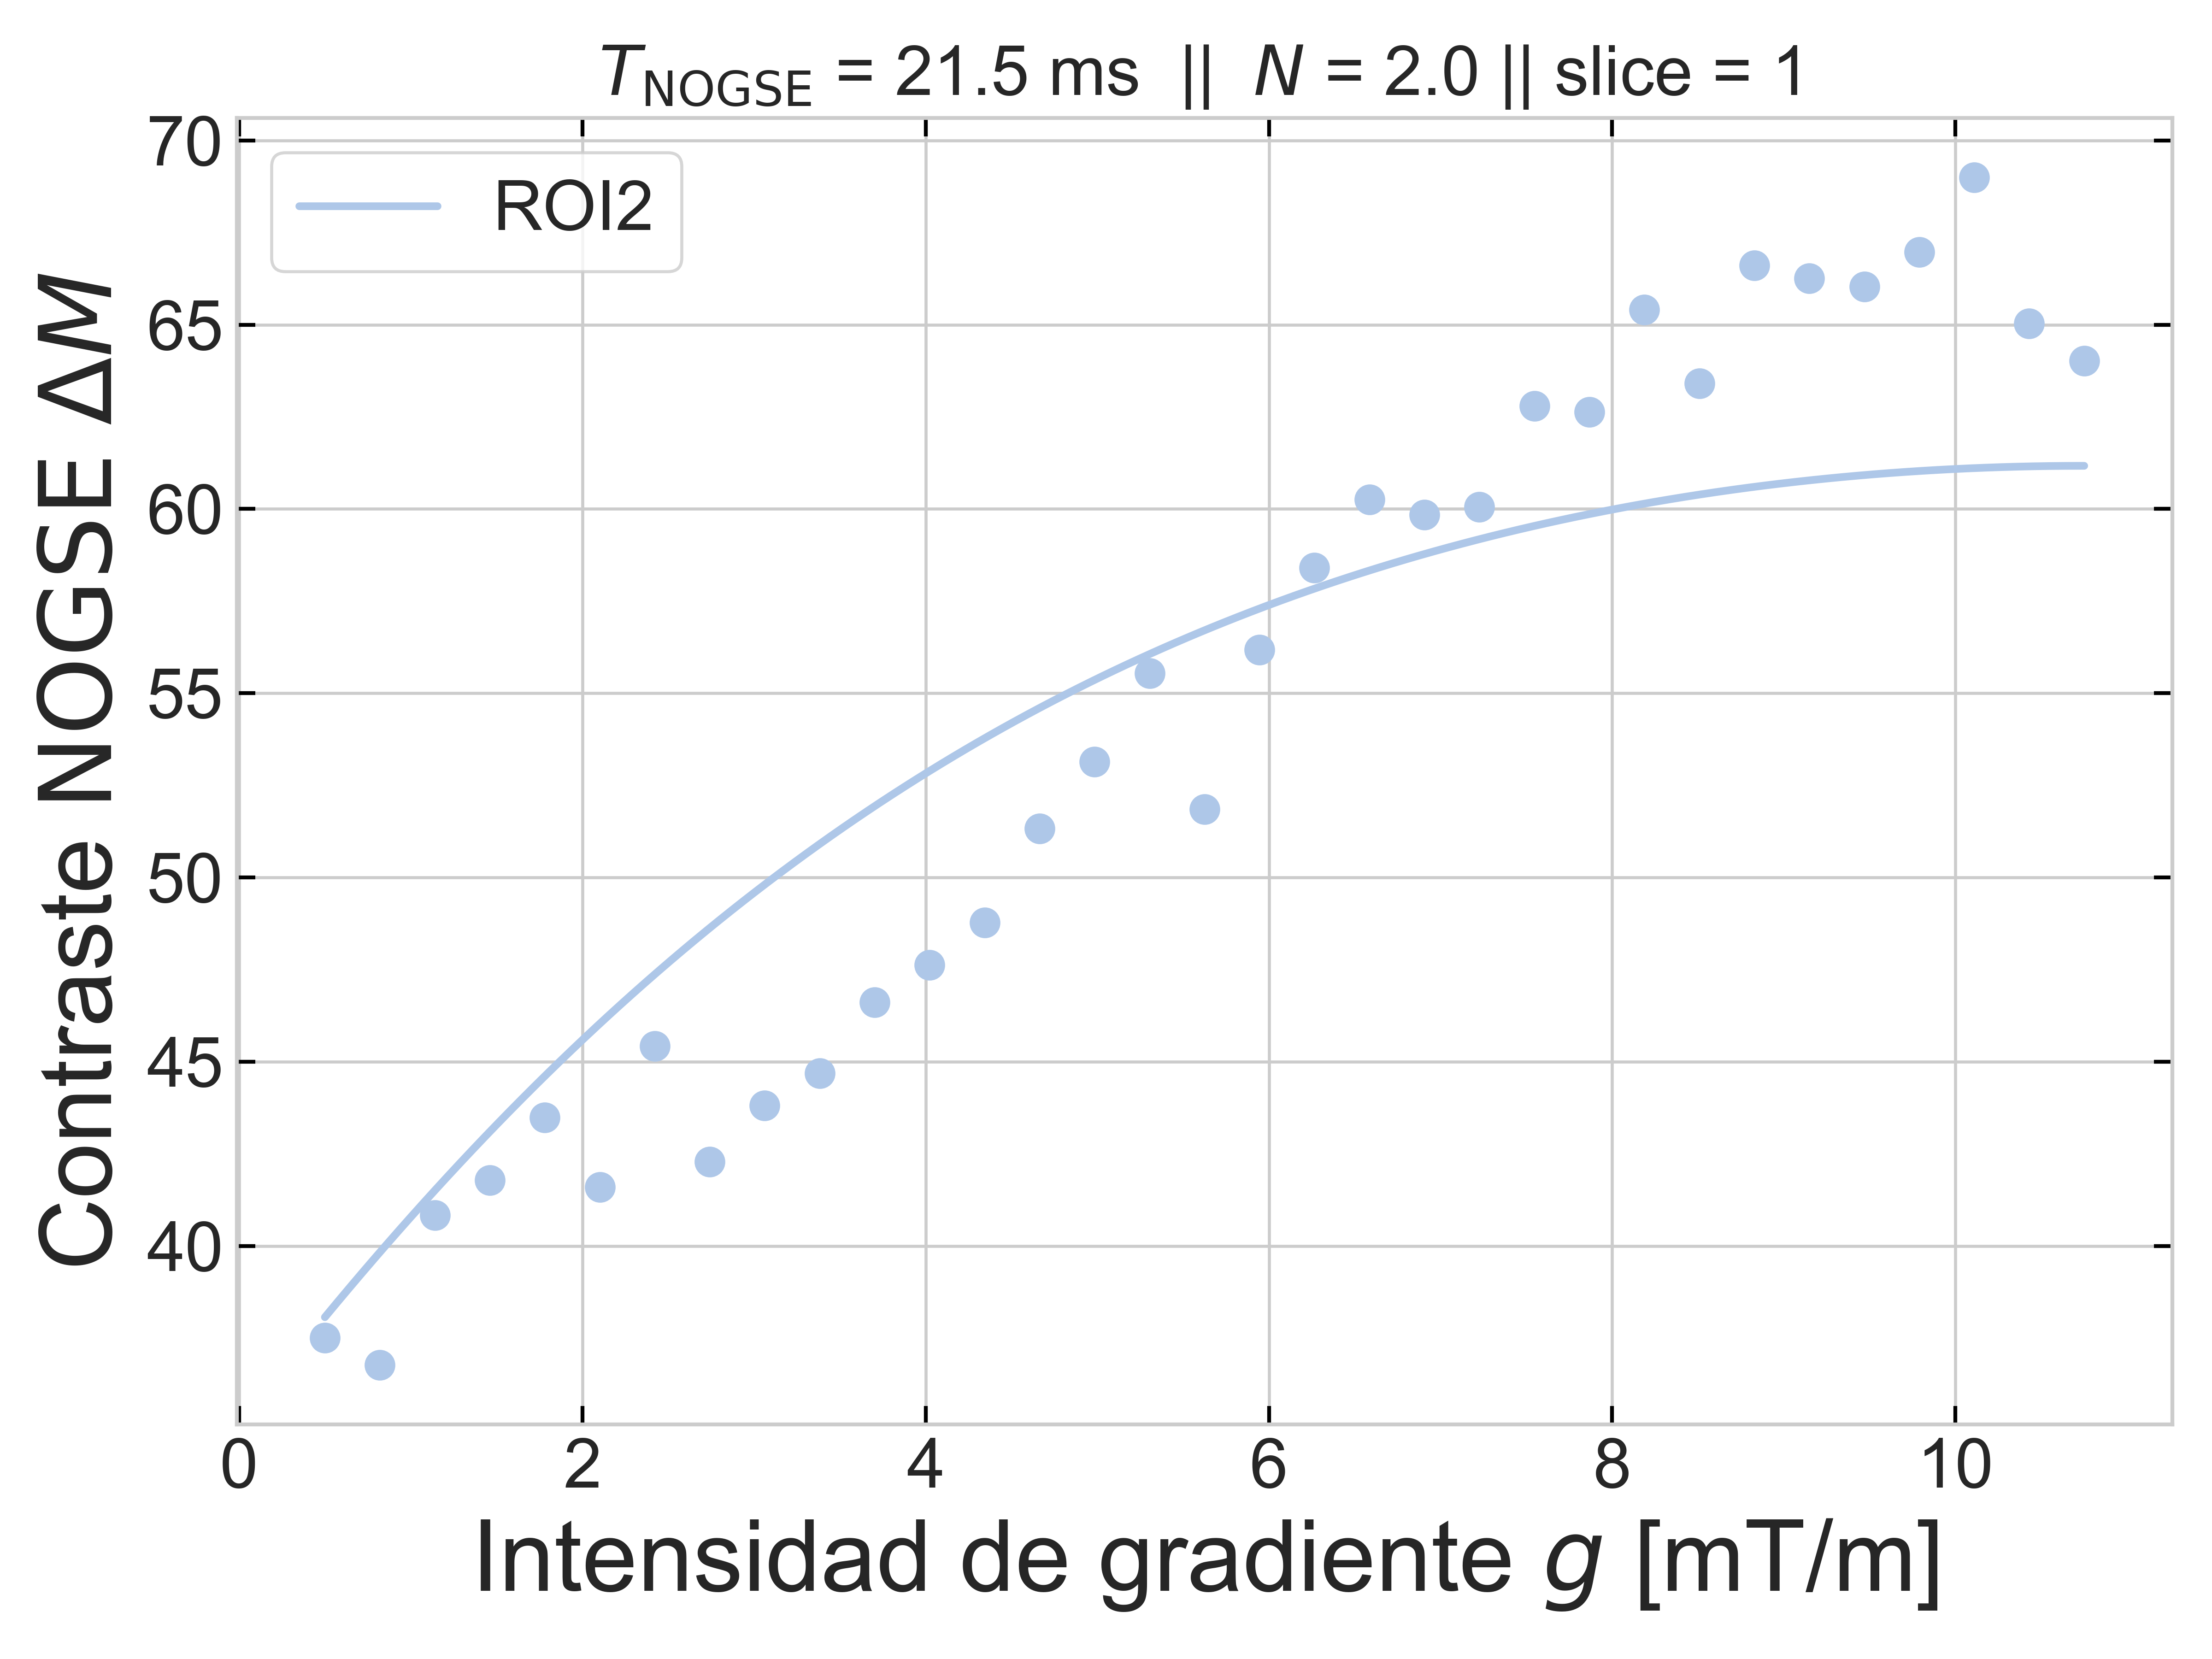 T_NOGSE = 21.5 ms || N = 2.0 || slice = 1
ROI2
Contraste NOGSE ΔM
70
65
60
55
50
45
40
0 2 4 6 8 10
Intensidad de gradiente g [mT/m]